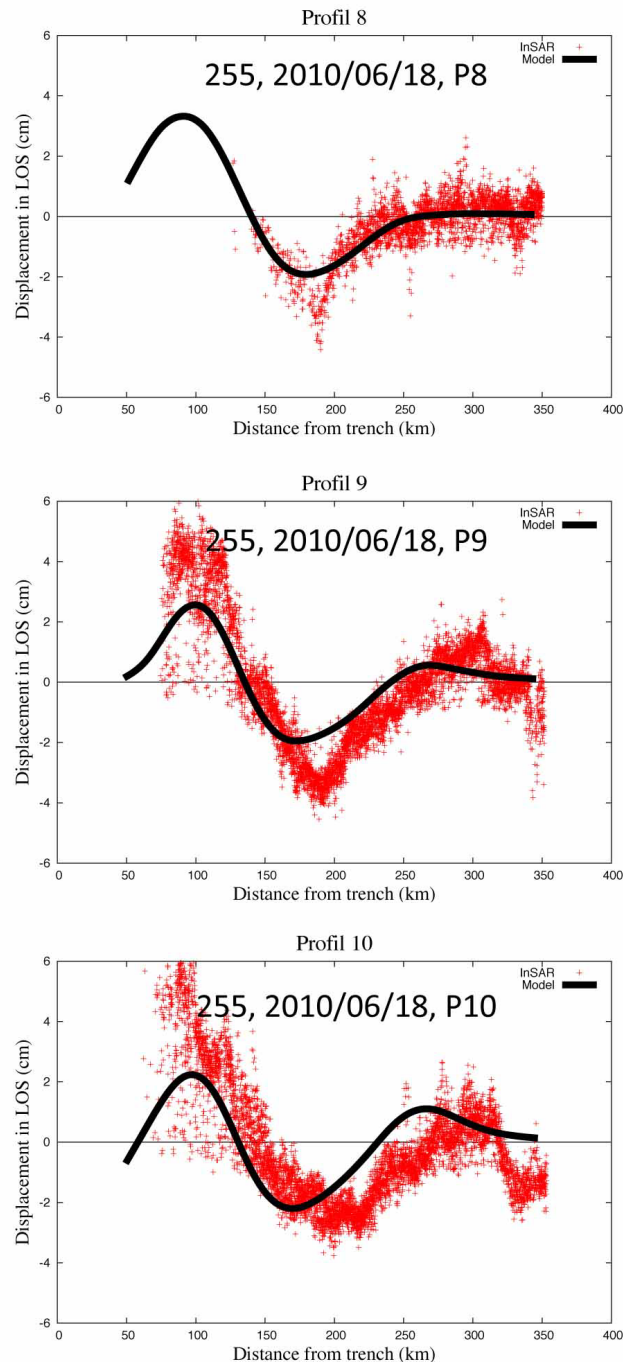 Profil 8
6
4
2
0
-2
-4
-6
Displacement in LOS (cm)
InSAR
Model
255, 2010/06/18, P8
0 50 100 150 200 250 300 350 400
Distance from trench (km)
Profil 9
6
4
2
0
-2
-4
-6
Displacement in LOS (cm)
InSAR
Model
255, 2010/06/18, P9
0 50 100 150 200 250 300 350 400
Distance from trench (km)
Profil 10
6
4
2
0
-2
-4
-6
Displacement in LOS (cm)
InSAR
Model
255, 2010/06/18, P10
0 50 100 150 200 250 300 350 400
Distance from trench (km)